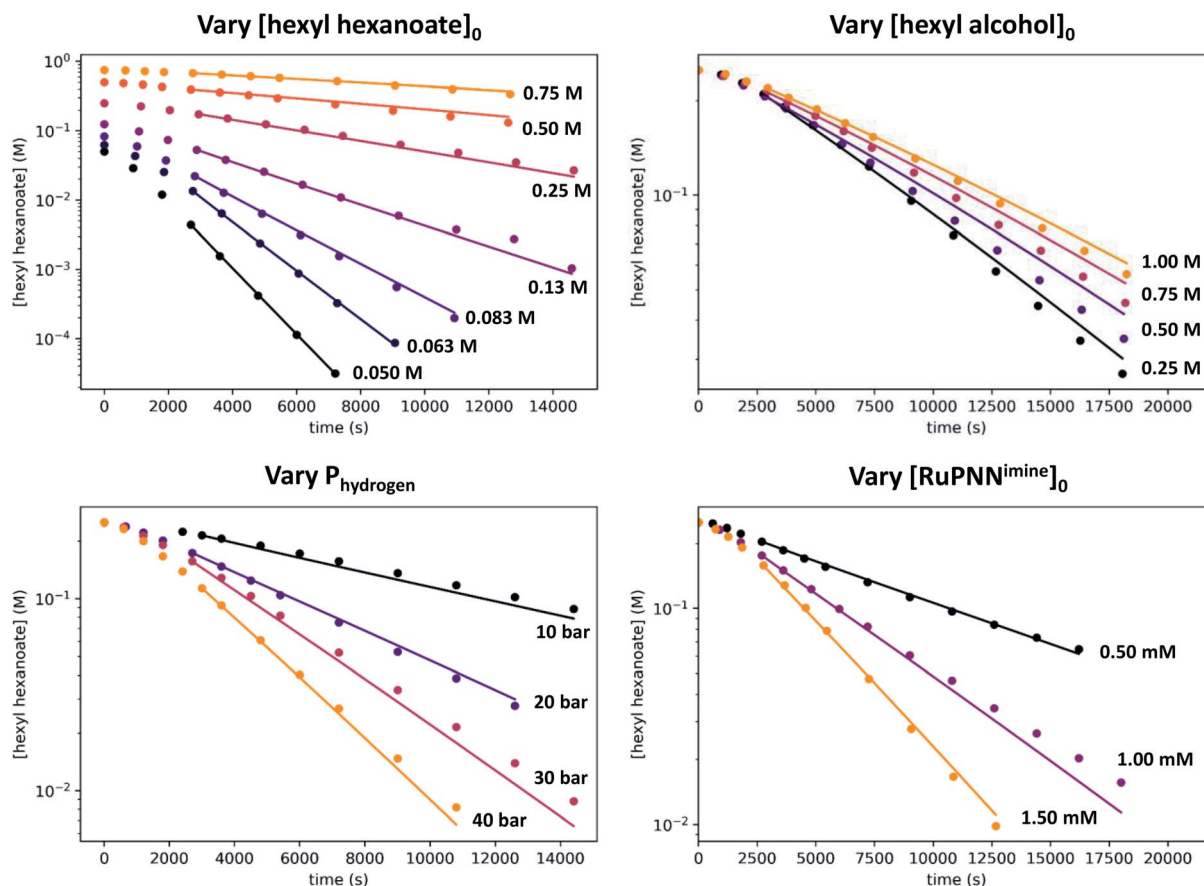 Vary [hexyl hexanoate]0
10^0
10^-1
10^-2
10^-3
10^-4
[hexyl hexanoate] (M)
0.75 M
0.50 M
0.25 M
0.13 M
0.083 M
0.063 M
0.050 M
0 2000 4000 6000 8000 10000 12000 14000
time (s)
Vary [hexyl alcohol]0
10^-1
[hexyl hexanoate] (M)
1.00 M
0.75 M
0.50 M
0.25 M
0 2500 5000 7500 10000 12500 15000 17500 20000
time (s)
Vary Phydrogen
10^-1
10^-2
[hexyl hexanoate] (M)
10 bar
20 bar
30 bar
40 bar
0 2000 4000 6000 8000 10000 12000 14000
time (s)
Vary [RuPNN^imine]0
10^-1
10^-2
[hexyl hexanoate] (M)
0.50 mM
1.00 mM
1.50 mM
0 2500 5000 7500 10000 12500 15000 17500 20000
time (s)